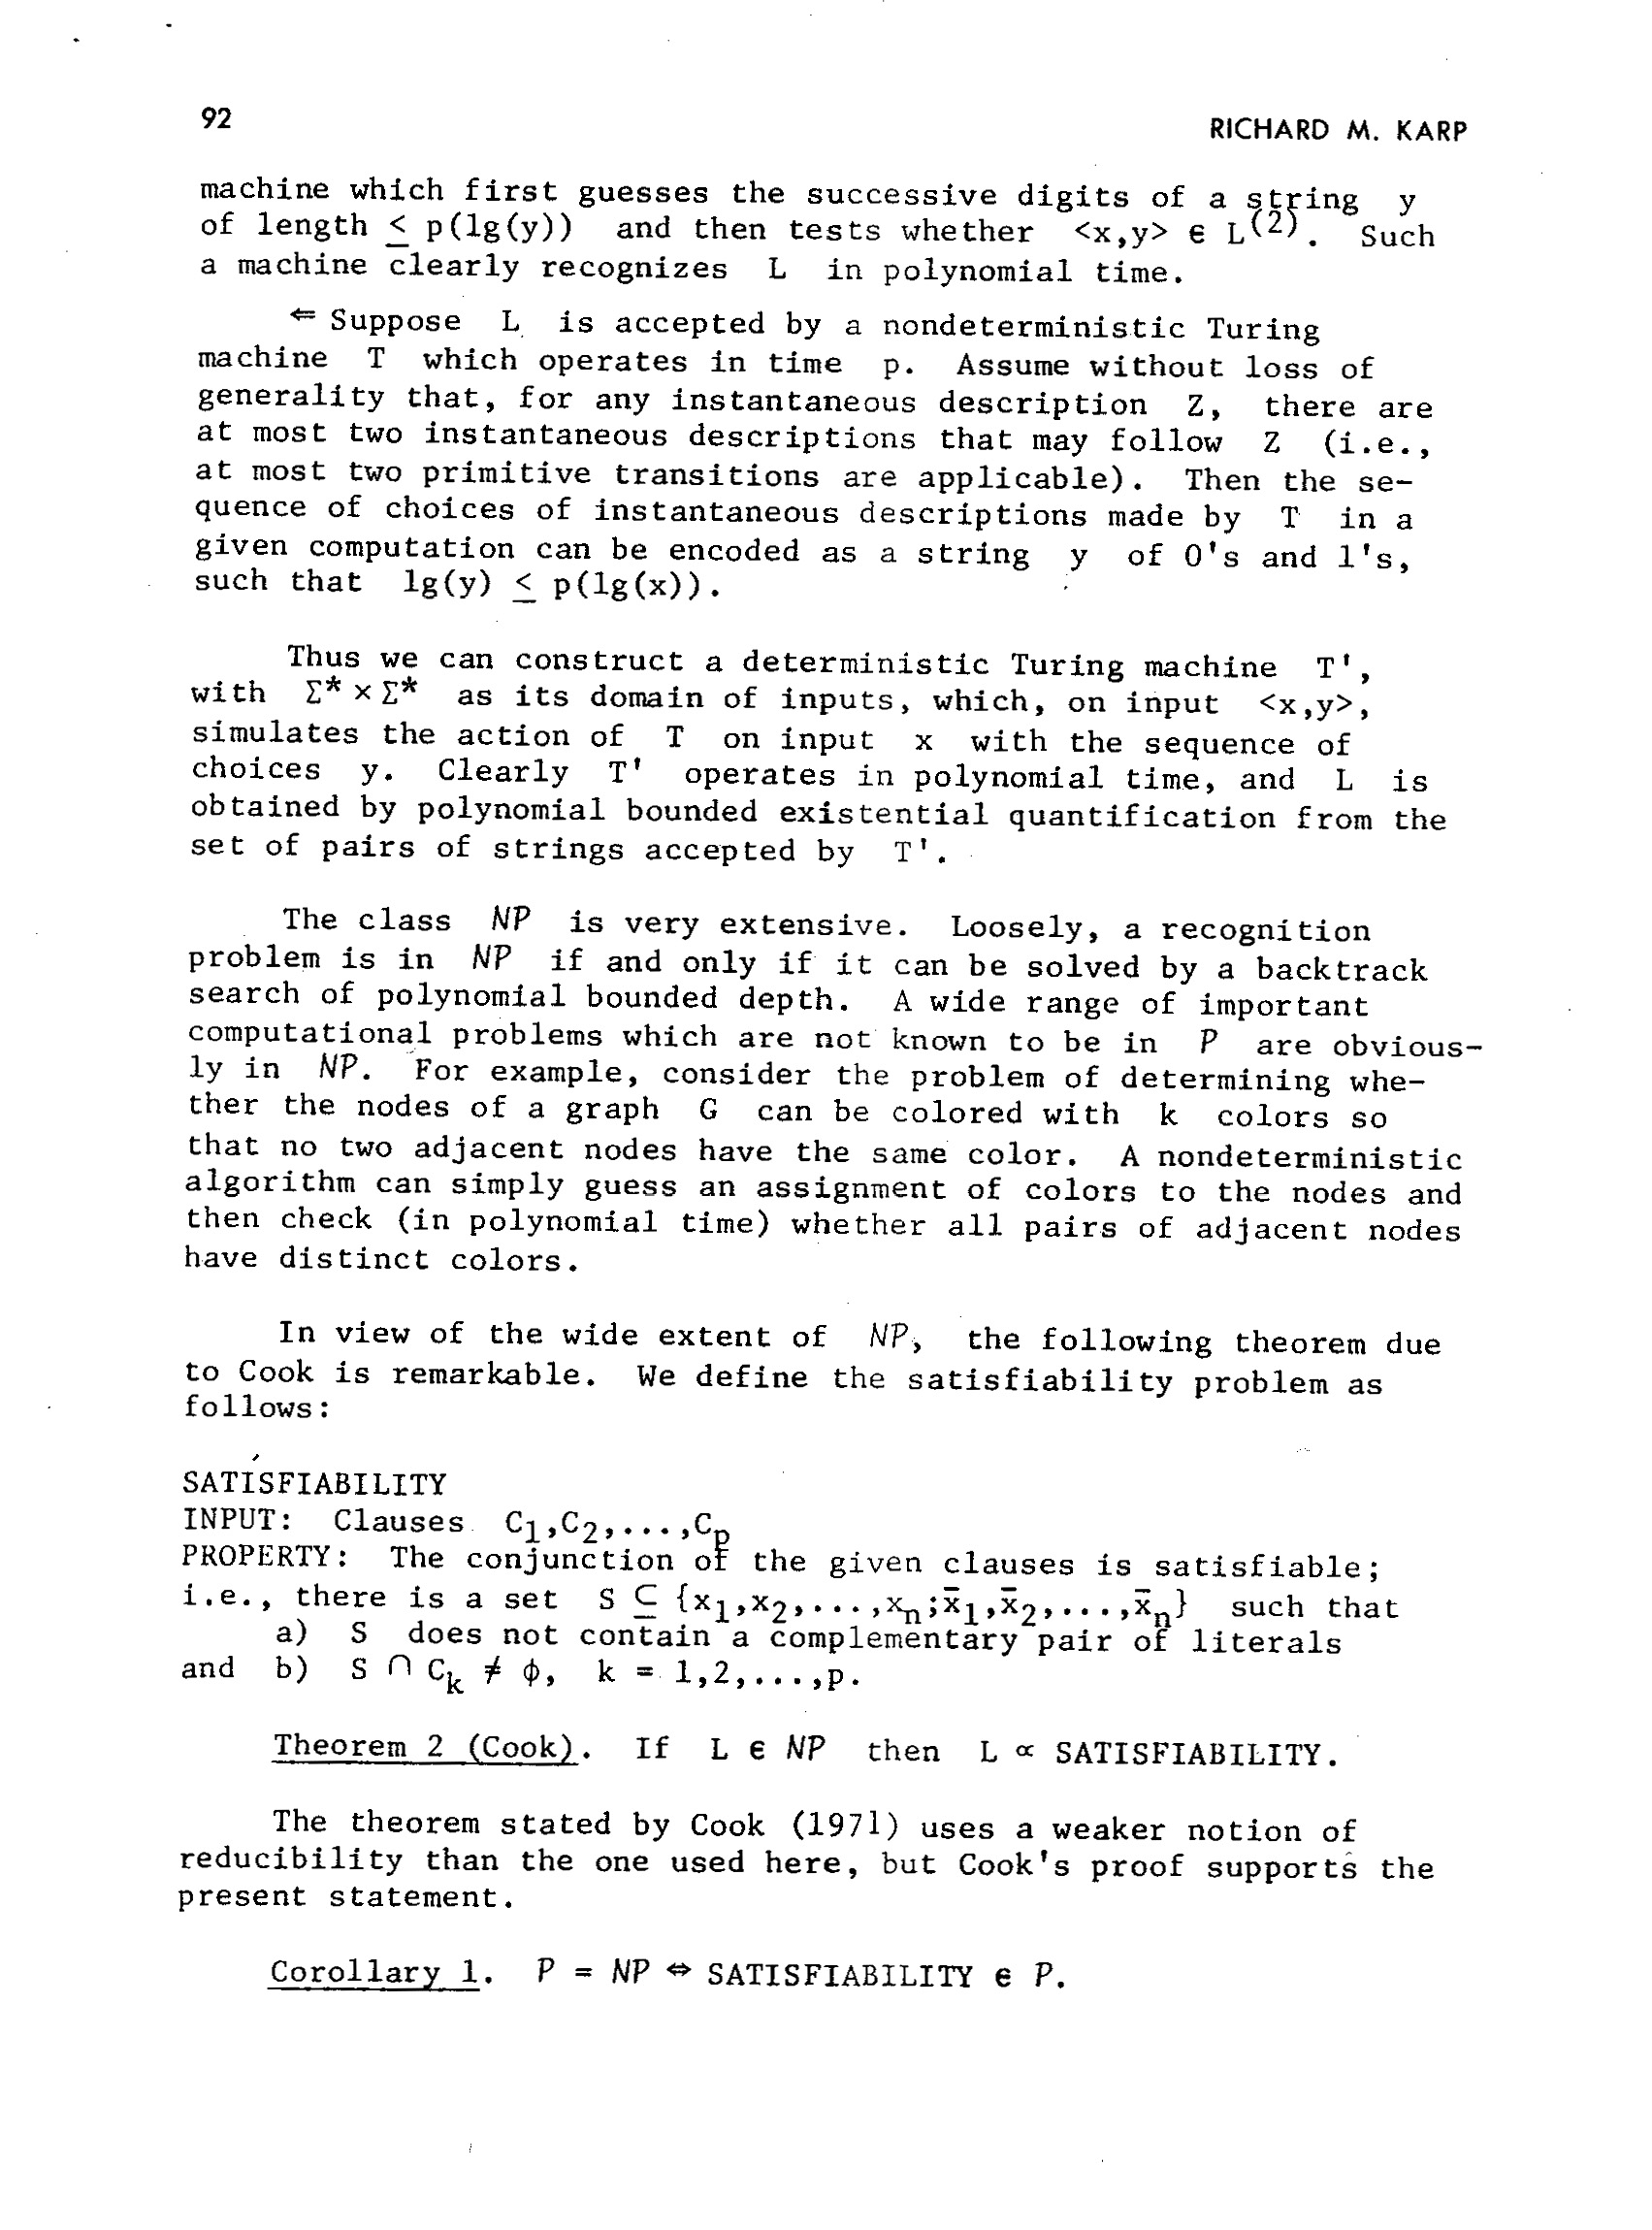 92
RICHARD M. KARP
machine which first guesses the successive digits of a string y
of length ≤ p(lg(y)) and then tests whether <x,y> ∈ L⁽²⁾. Such
a machine clearly recognizes L in polynomial time.
⇐ Suppose L is accepted by a nondeterministic Turing
machine T which operates in time p. Assume without loss of
generality that, for any instantaneous description Z, there are
at most two instantaneous descriptions that may follow Z (i.e.,
at most two primitive transitions are applicable). Then the se-
quence of choices of instantaneous descriptions made by T in a
given computation can be encoded as a string y of 0's and 1's,
such that lg(y) ≤ p(lg(x)).
Thus we can construct a deterministic Turing machine T',
with Σ* × Σ* as its domain of inputs, which, on input <x,y>,
simulates the action of T on input x with the sequence of
choices y. Clearly T' operates in polynomial time, and L is
obtained by polynomial bounded existential quantification from the
set of pairs of strings accepted by T'.
The class NP is very extensive. Loosely, a recognition
problem is in NP if and only if it can be solved by a backtrack
search of polynomial bounded depth. A wide range of important
computational problems which are not known to be in P are obvious-
ly in NP. For example, consider the problem of determining whe-
ther the nodes of a graph G can be colored with k colors so
that no two adjacent nodes have the same color. A nondeterministic
algorithm can simply guess an assignment of colors to the nodes and
then check (in polynomial time) whether all pairs of adjacent nodes
have distinct colors.
In view of the wide extent of NP, the following theorem due
to Cook is remarkable. We define the satisfiability problem as
follows:
SATISFIABILITY
INPUT: Clauses C₁,C₂,...,Cₚ
PROPERTY: The conjunction of the given clauses is satisfiable;
i.e., there is a set S ⊆ {x₁,x₂,...,xₙ;x̄₁,x̄₂,...,x̄ₙ} such that
a) S does not contain a complementary pair of literals
and b) S ∩ Cₖ ≠ φ, k = 1,2,...,p.
Theorem 2 (Cook). If L ∈ NP then L ∝ SATISFIABILITY.
The theorem stated by Cook (1971) uses a weaker notion of
reducibility than the one used here, but Cook's proof supports the
present statement.
Corollary 1. P = NP ⇔ SATISFIABILITY ∈ P.